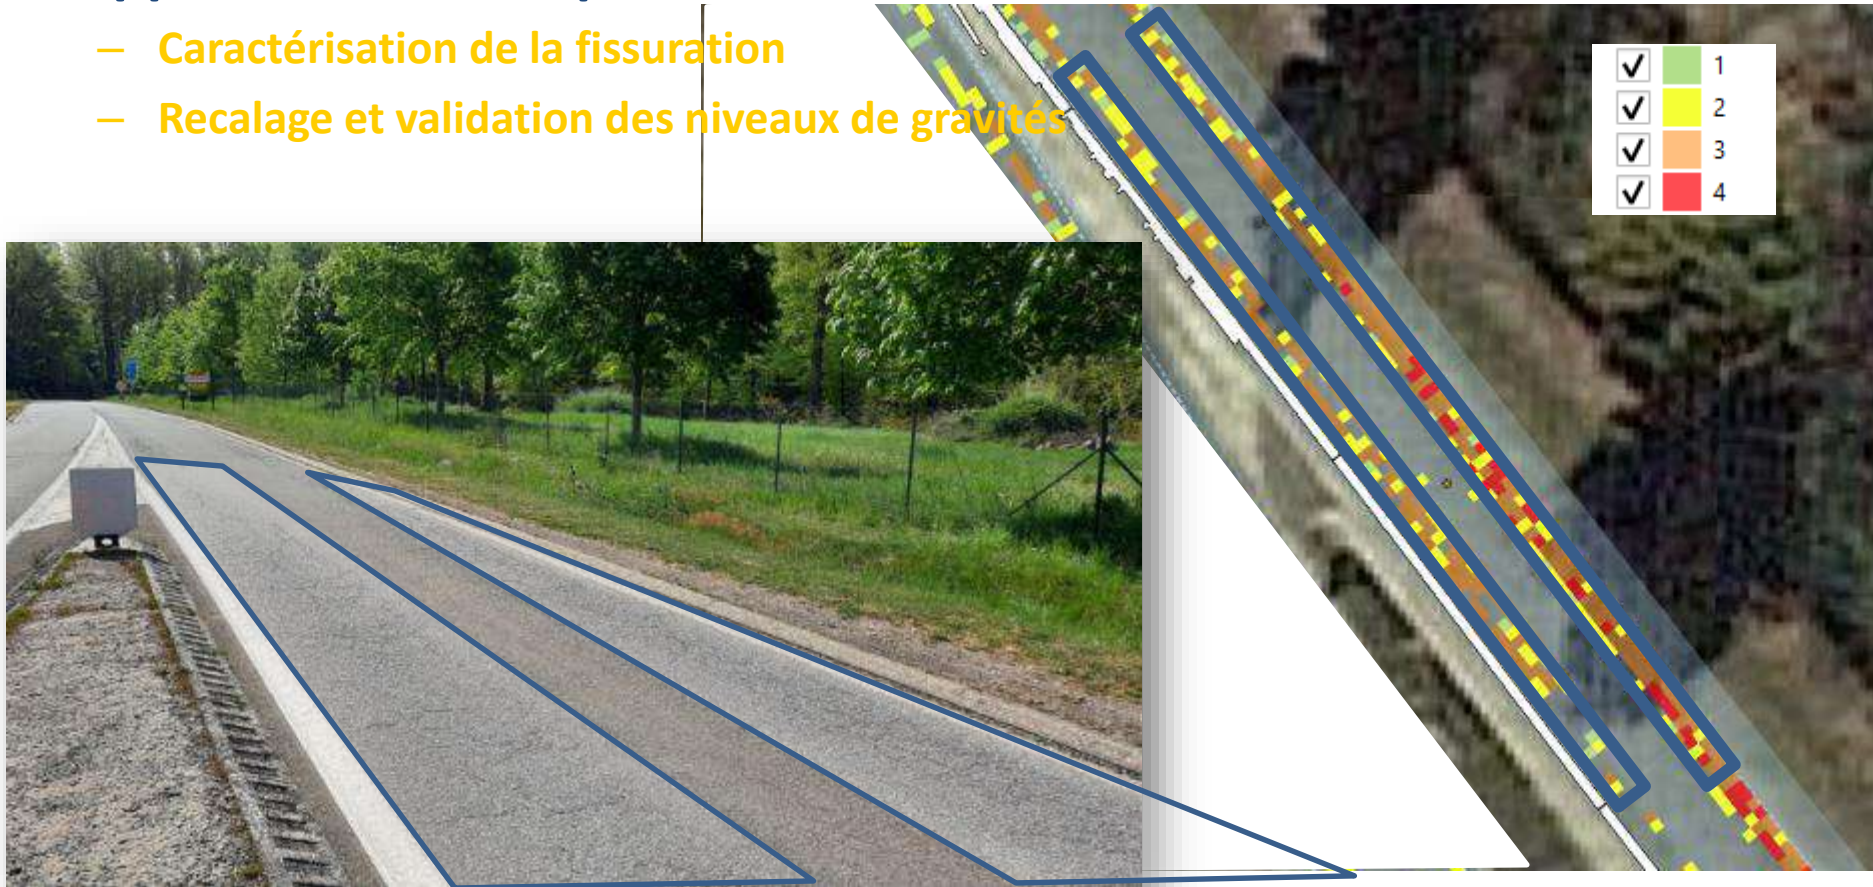 – Caractérisation de la fissuration
– Recalage et validation des niveaux de gravités
1
2
3
4